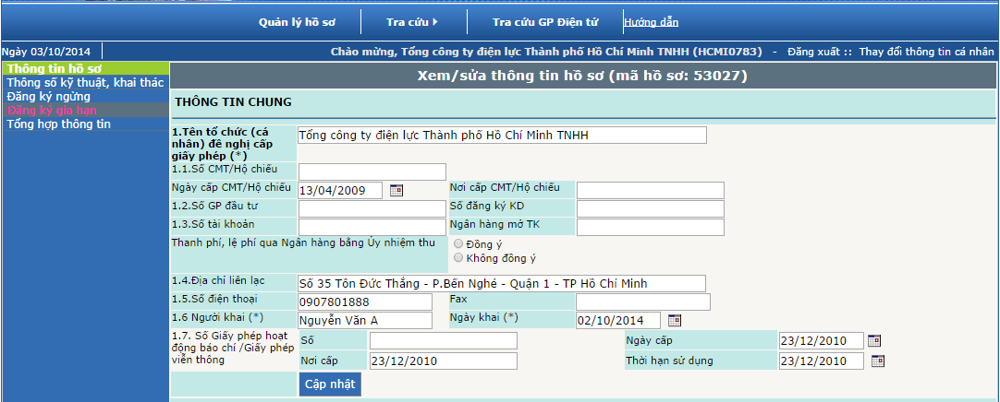 Quản lý hồ sơ Tra cứu Tra cứu GP Điện tử Hướng dẫn
Ngày 03/10/2014 Chào mừng, Tổng công ty điện lực Thành phố Hồ Chí Minh TNHH (HCMI0783) - Đăng xuất :: Thay đổi thông tin cá nhân
Thông tin hồ sơ
Thông số kỹ thuật, khai thác
Đăng ký ngừng
Đăng ký gia hạn
Tổng hợp thông tin
Xem/sửa thông tin hồ sơ (mã hồ sơ: 53027)
THÔNG TIN CHUNG
1.Tên tổ chức (cá
nhân) đề nghị cấp
giấy phép (*)
Tổng công ty điện lực Thành phố Hồ Chí Minh TNHH
1.1.Số CMT/Hộ chiếu
Ngày cấp CMT/Hộ chiếu 13/04/2009 Nơi cấp CMT/Hộ chiếu
1.2.Số GP đầu tư Số đăng ký KD
1.3.Số tài khoản Ngân hàng mở TK
Thanh phí, lệ phí qua Ngân hàng bằng Ủy nhiệm thu Đồng ý
Không đồng ý
1.4.Địa chỉ liên lạc Số 35 Tôn Đức Thắng - P.Bến Nghé - Quận 1 - TP Hồ Chí Minh
1.5.Số điện thoại 0907801888 Fax
1.6 Người khai (*) Nguyễn Văn A Ngày khai (*) 02/10/2014
1.7. Số Giấy phép hoạt
động báo chí /Giấy phép
viễn thông
Số Ngày cấp 23/12/2010
Nơi cấp 23/12/2010 Thời hạn sử dụng 23/12/2010
Cập nhật